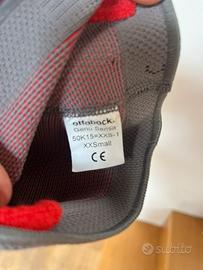 ottobock.
Genu Sensa
50K15=XXS-1
XXSmall
CE
subito